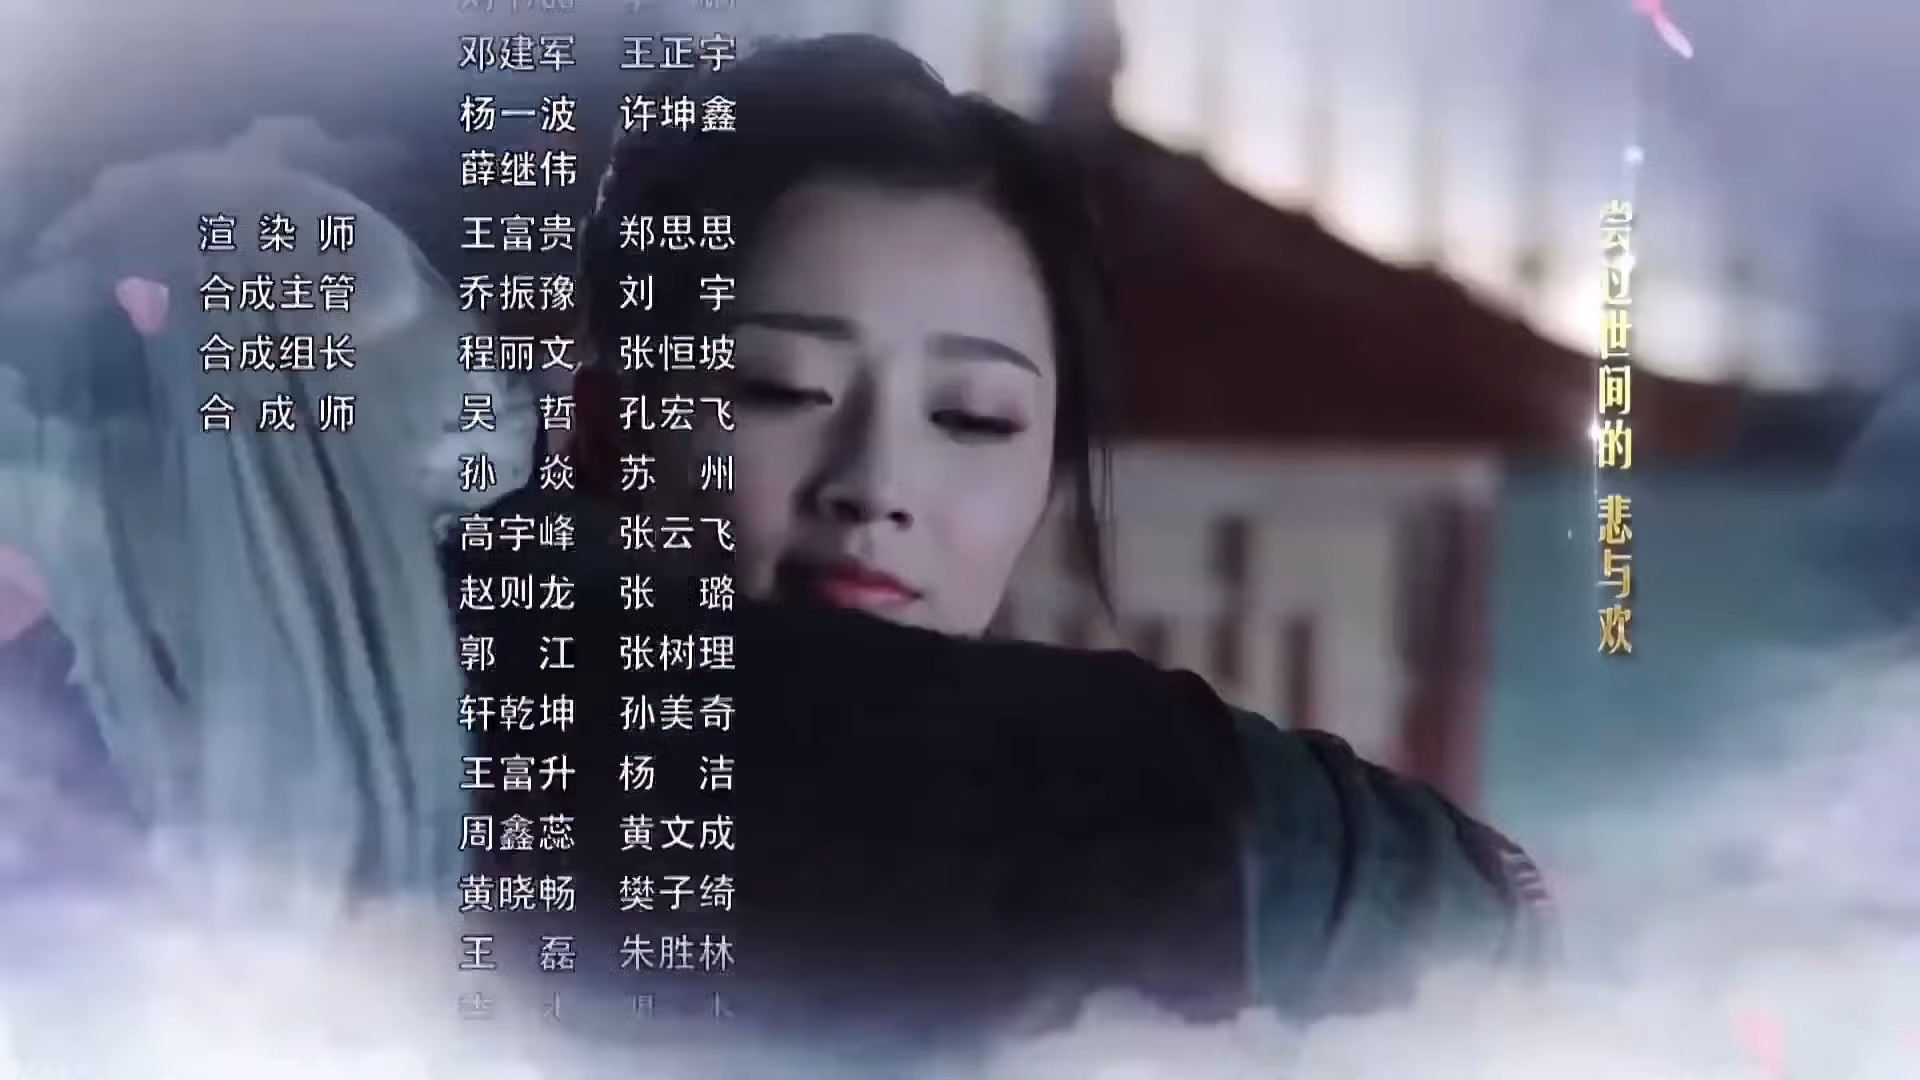 邓建军 王正宇
杨一波 许坤鑫
薛继伟
渲染师 王富贵 郑思思
合成主管 乔振豫 刘宇
合成组长 程丽文 张恒坡
合成师 吴哲 孔宏飞
孙焱 苏州
高宇峰 张云飞
赵则龙 张璐
郭江 张树理
轩乾坤 孙美奇
王富升 杨洁
周鑫蕊 黄文成
黄晓畅 樊子绮
王磊 朱胜林
尝过世间的 悲与欢